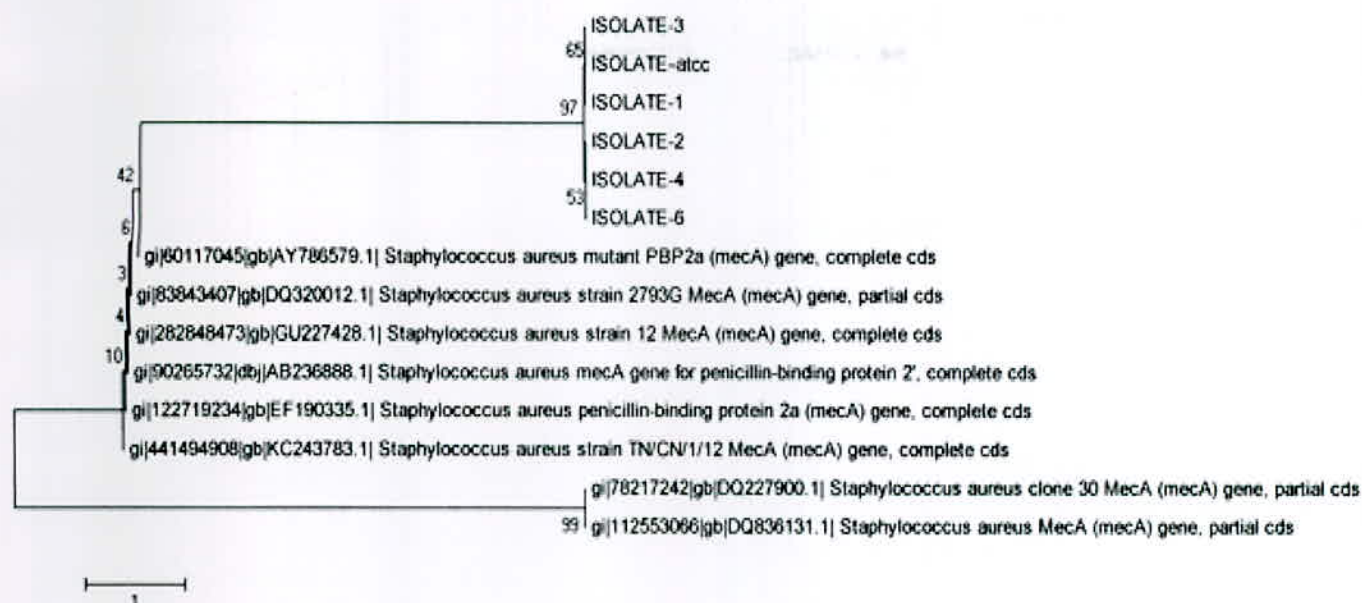 ISOLATE-3
65
ISOLATE-atcc
97
ISOLATE-1
ISOLATE-2
42
ISOLATE-4
53
ISOLATE-6
6
gi|60117045|gb|AY786579.1| Staphylococcus aureus mutant PBP2a (mecA) gene, complete cds
3
gi|83843407|gb|DQ320012.1| Staphylococcus aureus strain 2793G MecA (mecA) gene, partial cds
4
gi|282848473|gb|GU227428.1| Staphylococcus aureus strain 12 MecA (mecA) gene, complete cds
10
gi|90265732|dbj|AB236888.1| Staphylococcus aureus mecA gene for penicillin-binding protein 2', complete cds
gi|122719234|gb|EF190335.1| Staphylococcus aureus penicillin-binding protein 2a (mecA) gene, complete cds
gi|441494908|gb|KC243783.1| Staphylococcus aureus strain TN/CN/1/12 MecA (mecA) gene, complete cds
gi|78217242|gb|DQ227900.1| Staphylococcus aureus clone 30 MecA (mecA) gene, partial cds
99
gi|112553066|gb|DQ836131.1| Staphylococcus aureus MecA (mecA) gene, partial cds
1